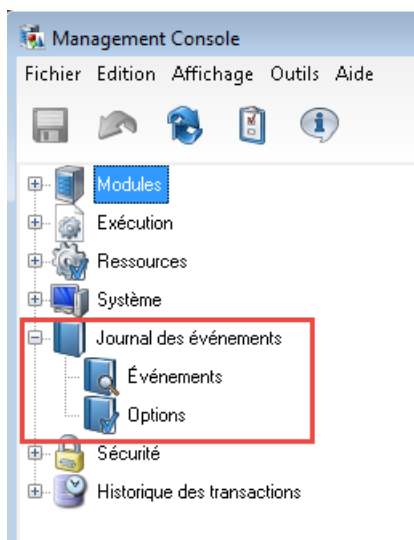 Management Console
Fichier Edition Affichage Outils Aide
Modules
Exécution
Ressources
Système
Journal des événements
Événements
Options
Sécurité
Historique des transactions